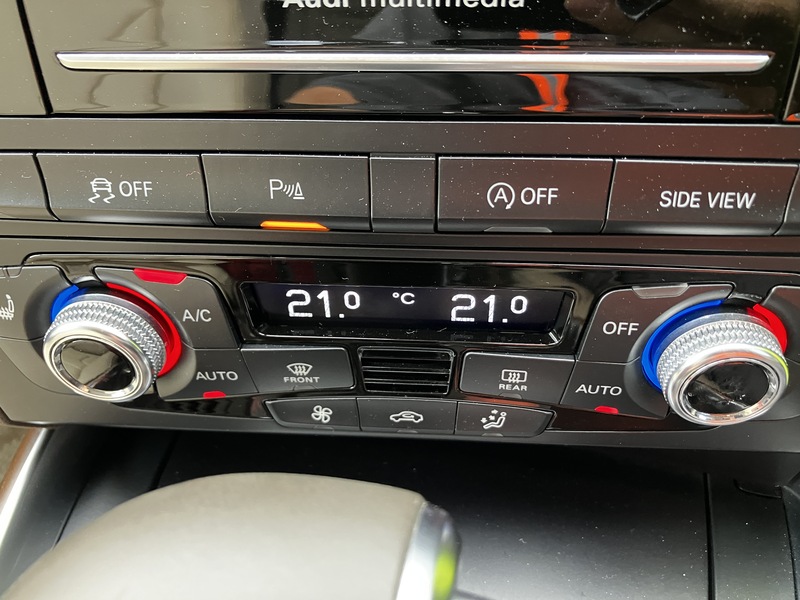 Audi multimedia
OFF
P
A OFF
SIDE VIEW
21.0 °C 21.0
A/C
OFF
AUTO
FRONT
REAR
AUTO